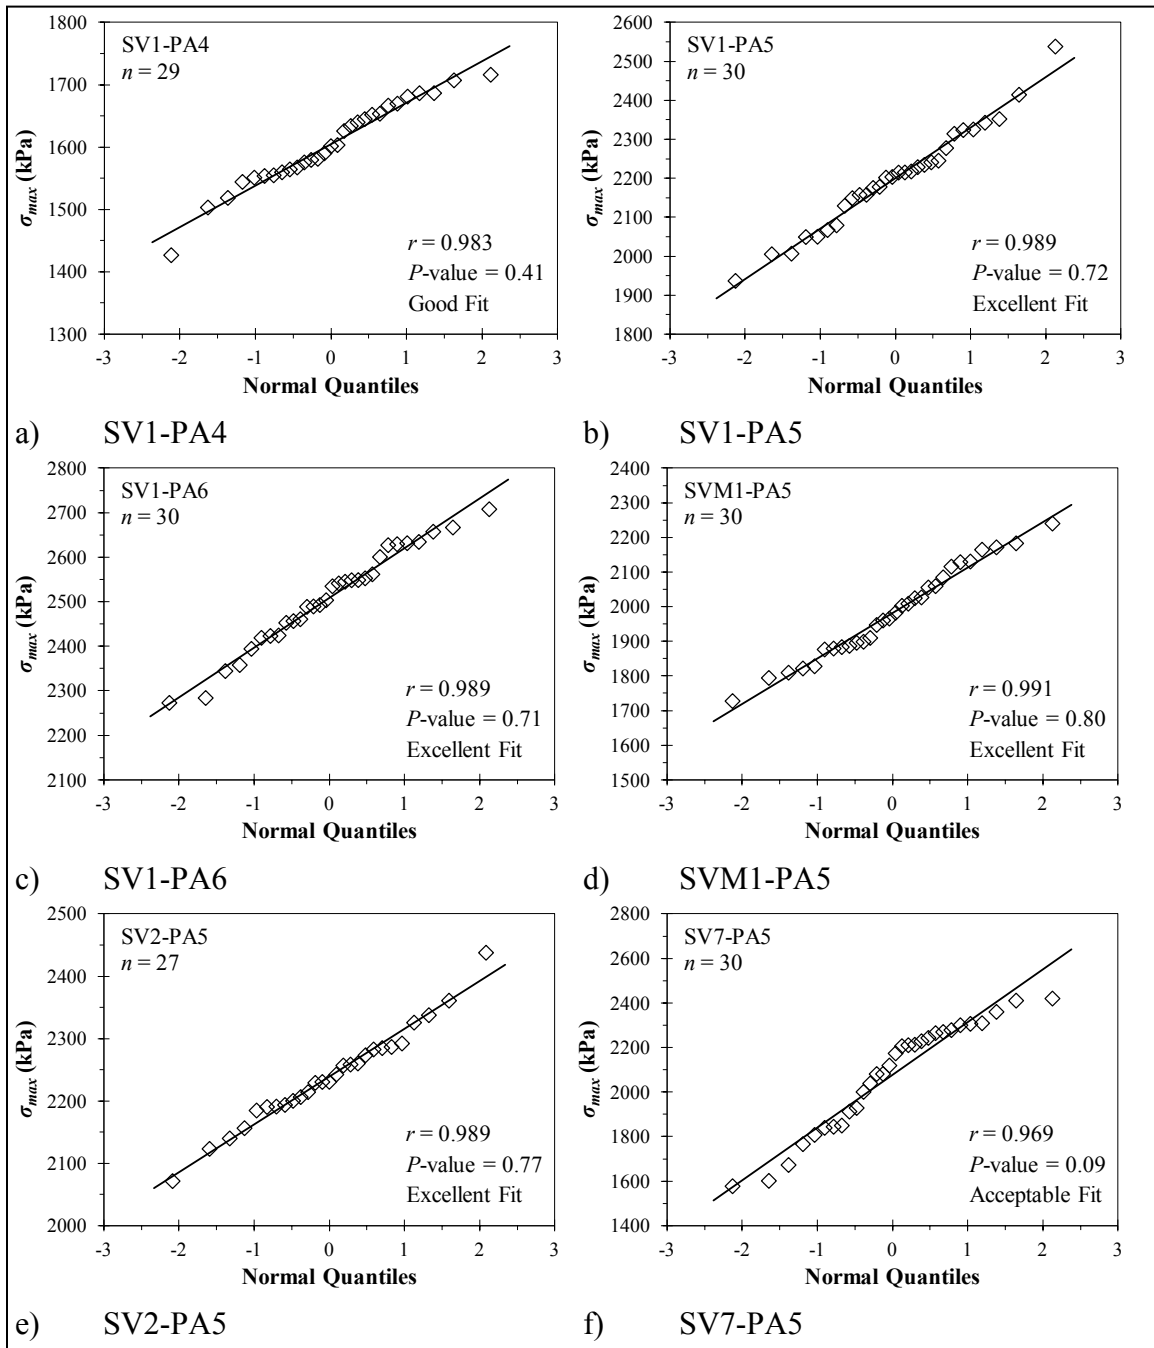 1800
1700
1600
1500
1400
1300
σmax (kPa)
SV1-PA4
n = 29
r = 0.983
P-value = 0.41
Good Fit
-3 -2 -1 0 1 2 3
Normal Quantiles
a) SV1-PA4
2600
2500
2400
2300
2200
2100
2000
1900
1800
σmax (kPa)
SV1-PA5
n = 30
r = 0.989
P-value = 0.72
Excellent Fit
-3 -2 -1 0 1 2 3
Normal Quantiles
b) SV1-PA5
2800
2700
2600
2500
2400
2300
2200
2100
σmax (kPa)
SV1-PA6
n = 30
r = 0.989
P-value = 0.71
Excellent Fit
-3 -2 -1 0 1 2 3
Normal Quantiles
c) SV1-PA6
2400
2300
2200
2100
2000
1900
1800
1700
1600
1500
σmax (kPa)
SVM1-PA5
n = 30
r = 0.991
P-value = 0.80
Excellent Fit
-3 -2 -1 0 1 2 3
Normal Quantiles
d) SVM1-PA5
2500
2400
2300
2200
2100
2000
σmax (kPa)
SV2-PA5
n = 27
r = 0.989
P-value = 0.77
Excellent Fit
-3 -2 -1 0 1 2 3
Normal Quantiles
e) SV2-PA5
2800
2600
2400
2200
2000
1800
1600
1400
σmax (kPa)
SV7-PA5
n = 30
r = 0.969
P-value = 0.09
Acceptable Fit
-3 -2 -1 0 1 2 3
Normal Quantiles
f) SV7-PA5